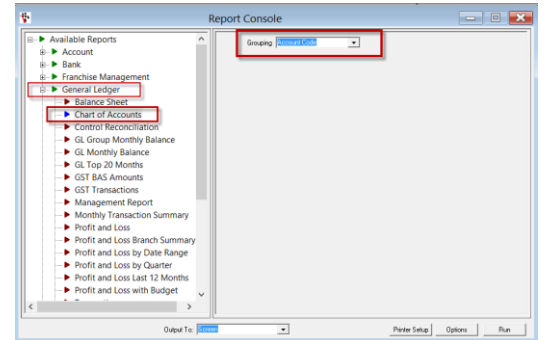 Report Console
Available Reports
Account
Bank
Franchise Management
General Ledger
Balance Sheet
Chart of Accounts
Control Reconciliation
GL Group Monthly Balance
GL Monthly Balance
GL Top 20 Months
GST BAS Amounts
GST Transactions
Management Report
Monthly Transaction Summary
Profit and Loss
Profit and Loss Branch Summary
Profit and Loss by Date Range
Profit and Loss by Quarter
Profit and Loss Last 12 Months
Profit and Loss with Budget
Grouping Account Code
Output To: Screen
Printer Setup
Options
Run